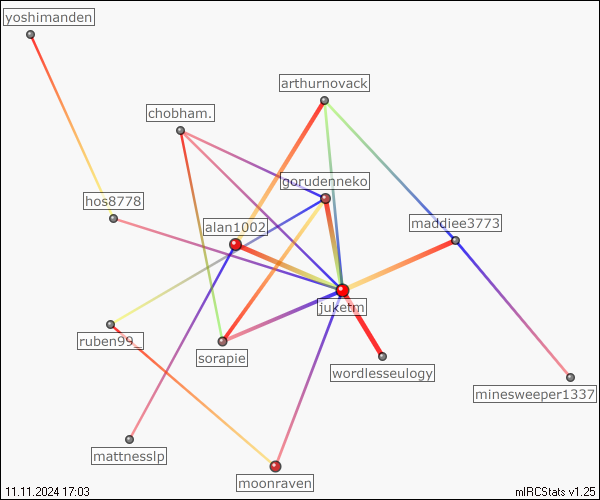 yoshimanden
arthurnovack
chobham.
gorudenneko
hos8778
maddiee3773
alan1002
juketm
ruben99_
sorapie
wordlesseulogy
minesweeper1337
mattnesslp
moonraven
11.11.2024 17:03
mIRCStats v1.25